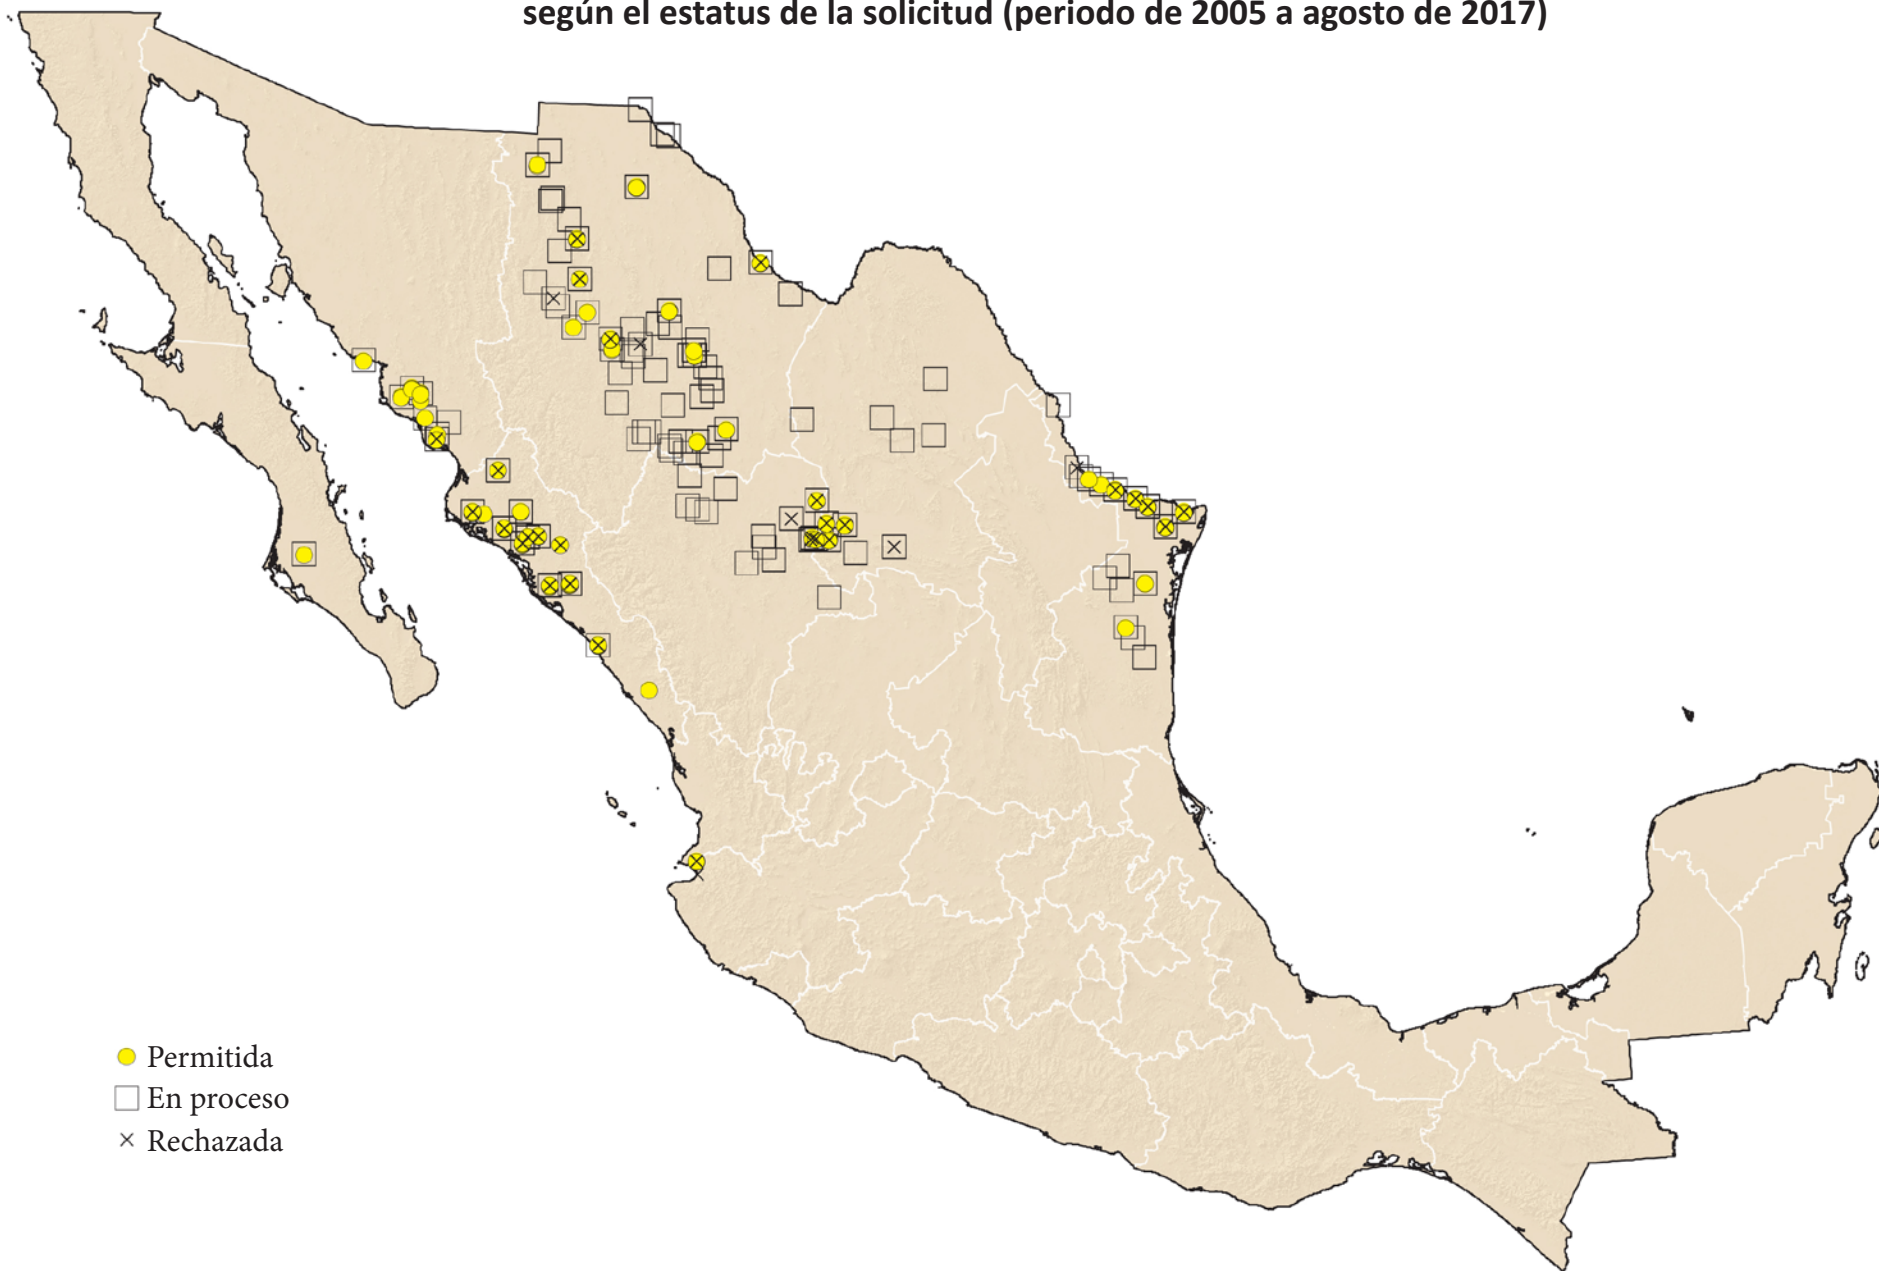 según el estatus de la solicitud (periodo de 2005 a agosto de 2017)
Permitida
En proceso
Rechazada